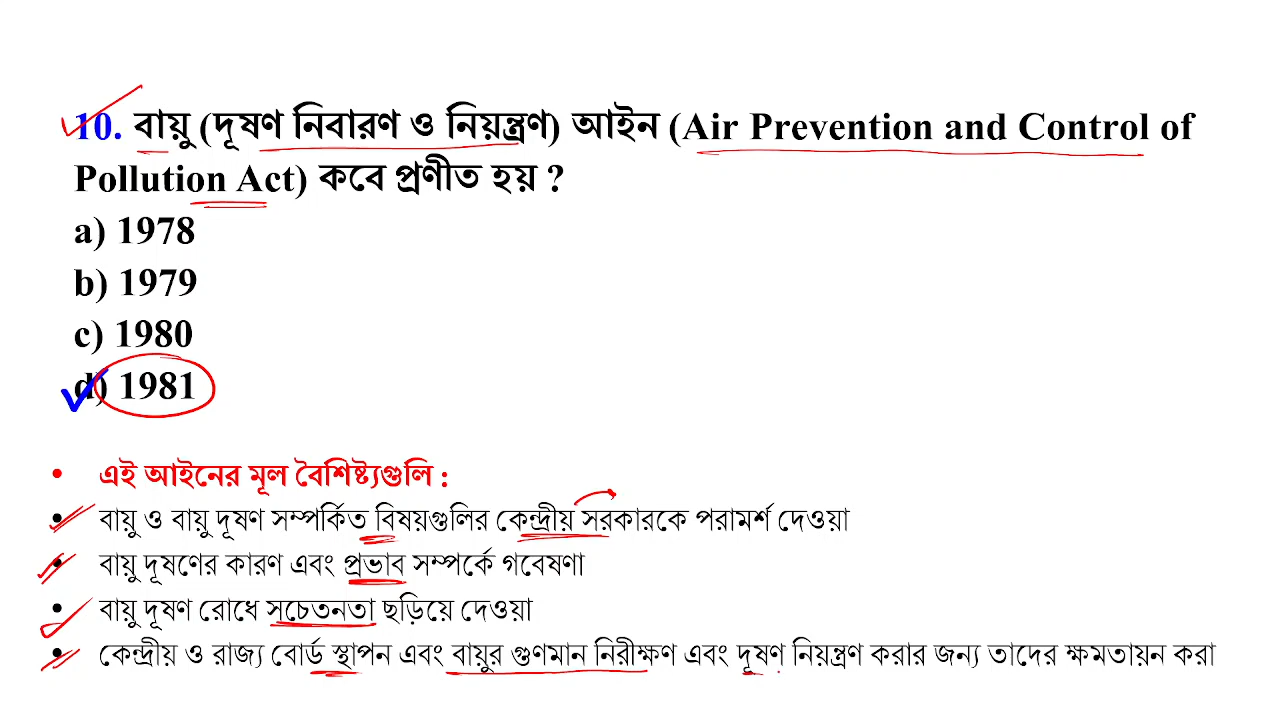 10. বায়ু (দূষণ নিবারণ ও নিয়ন্ত্রণ) আইন (Air Prevention and Control of
Pollution Act) কবে প্রণীত হয় ?
a) 1978
b) 1979
c) 1980
d) 1981
• এই আইনের মূল বৈশিষ্ট্যগুলি :
• বায়ু ও বায়ু দূষণ সম্পর্কিত বিষয়গুলির কেন্দ্রীয় সরকারকে পরামর্শ দেওয়া
• বায়ু দূষণের কারণ এবং প্রভাব সম্পর্কে গবেষণা
• বায়ু দূষণ রোধে সচেতনতা ছড়িয়ে দেওয়া
• কেন্দ্রীয় ও রাজ্য বোর্ড স্থাপন এবং বায়ুর গুণমান নিরীক্ষণ এবং দূষণ নিয়ন্ত্রণ করার জন্য তাদের ক্ষমতায়ন করা